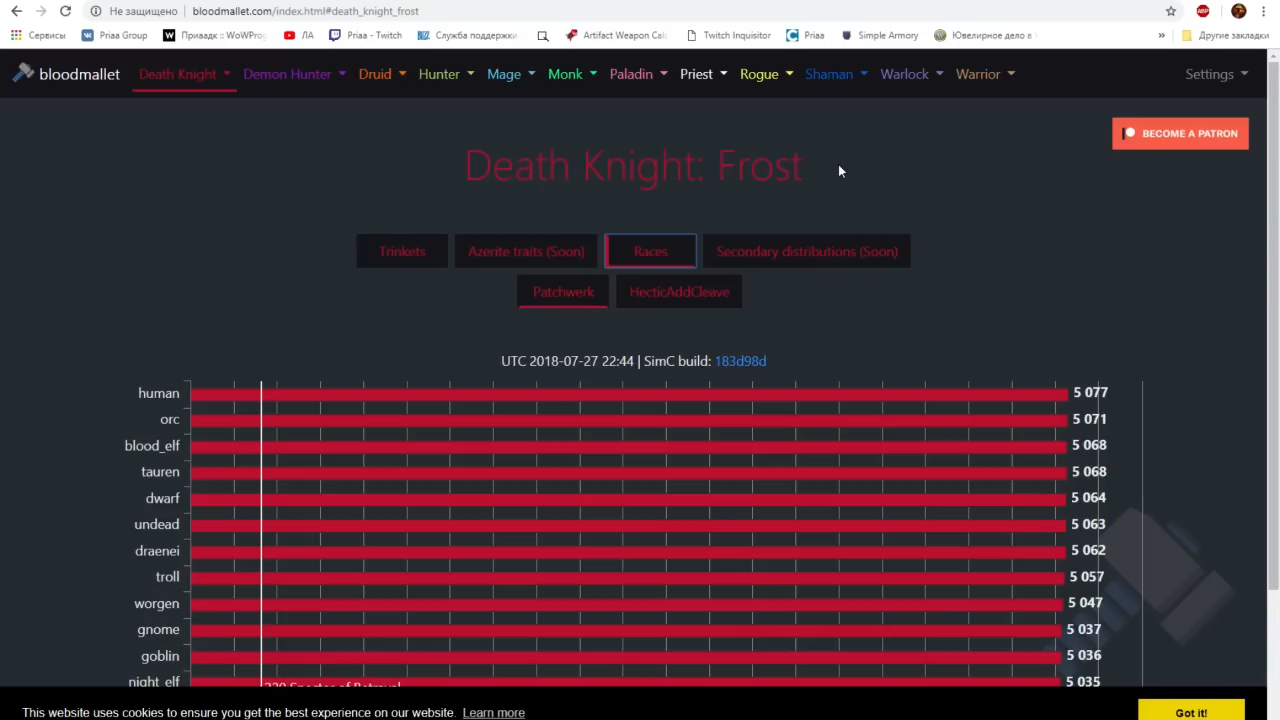 Не защищено | bloodmallet.com/index.html#death_knight_frost
Сервисы Priaa Group Приаадк :: WoWProg ЛА Priaa - Twitch Служба поддержки Artifact Weapon Calc Twitch Inquisitor Priaa Simple Armory Ювелирное дело в » Другие закладки
bloodmallet Death Knight Demon Hunter Druid Hunter Mage Monk Paladin Priest Rogue Shaman Warlock Warrior Settings
BECOME A PATRON
Death Knight: Frost
Trinkets Azerite traits (Soon) Races Secondary distributions (Soon)
Patchwerk HecticAddCleave
UTC 2018-07-27 22:44 | SimC build: 183d98d
human 5 077
orc 5 071
blood_elf 5 068
tauren 5 068
dwarf 5 064
undead 5 063
draenei 5 062
troll 5 057
worgen 5 047
gnome 5 037
goblin 5 036
night_elf 5 035
This website uses cookies to ensure you get the best experience on our website. Learn more Got it!